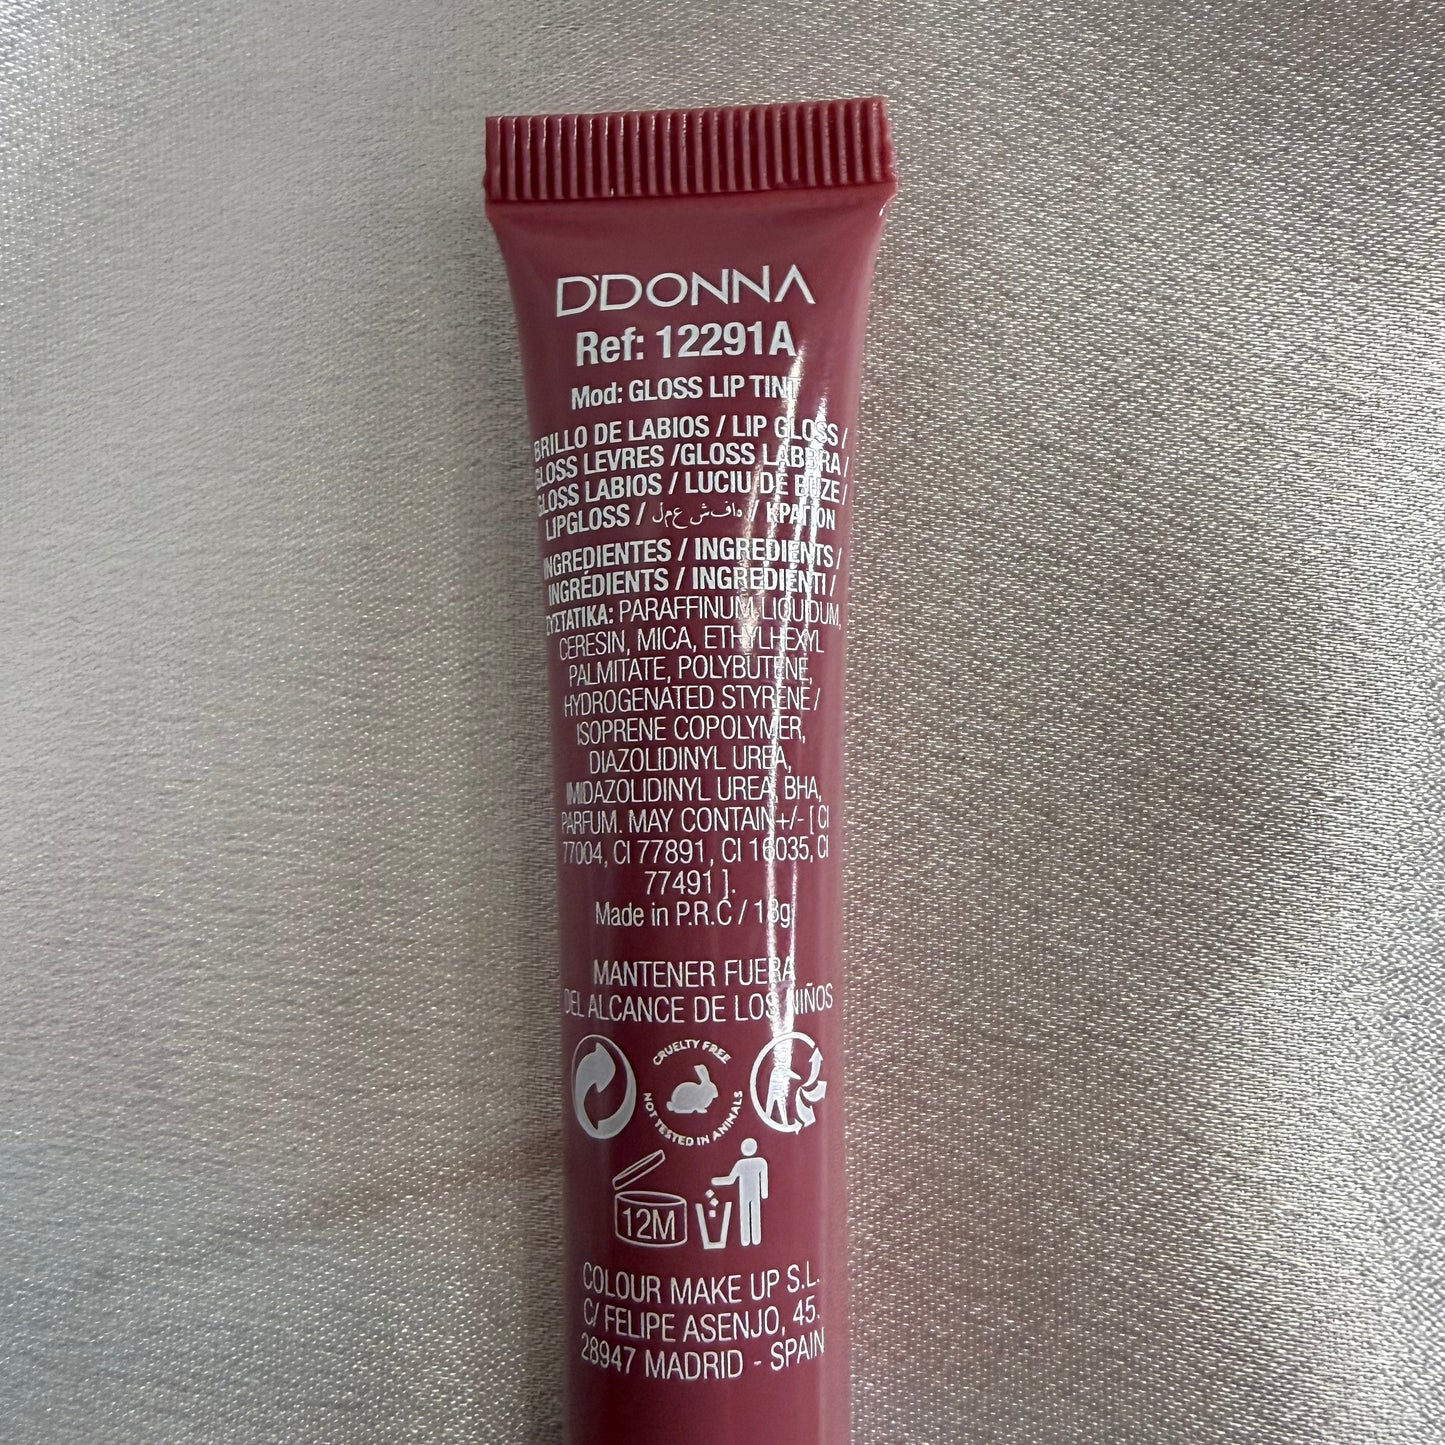 D'DONNA
Ref: 12291A
Mod: GLOSS LIP TINT
BRILLO DE LABIOS / LIP GLOSS /
GLOSS LEVRES /GLOSS LABBRA /
GLOSS LABIOS / LUCIU DE BUZE /
LIPGLOSS / ل م ع ش ف ا ه / ΚΡΑΓΙΟΝ
INGREDIENTES / INGREDIENTS /
INGRÉDIENTS / INGREDIENTI /
ΣΥΣΤΑΤΙΚΑ: PARAFFINUM LIQUIDUM,
CERESIN, MICA, ETHYLHEXYL
PALMITATE, POLYBUTENE,
HYDROGENATED STYRENE /
ISOPRENE COPOLYMER,
DIAZOLIDINYL UREA,
IMIDAZOLIDINYL UREA, BHA,
PARFUM. MAY CONTAIN+/- [ CI
77004, CI 77891, CI 16035, CI
77491 ].
Made in P.R.C / 18g
MANTENER FUERA
DEL ALCANCE DE LOS NIÑOS
CRUELTY FREE
NOT TESTED IN ANIMALS
12M
COLOUR MAKE UP S.L.
C/ FELIPE ASENJO, 45.
28947 MADRID - SPAIN